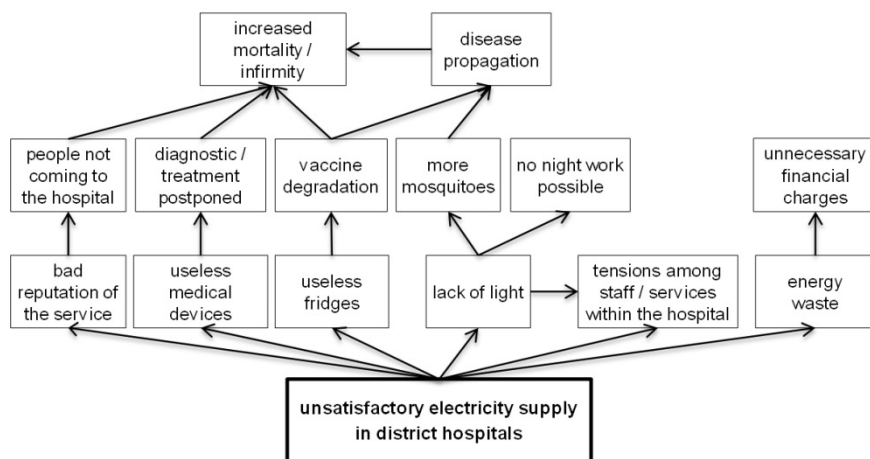 increased
mortality /
infirmity
disease
propagation
people not
coming to
the hospital
diagnostic /
treatment
postponed
vaccine
degradation
more
mosquitoes
no night work
possible
unnecessary
financial
charges
bad
reputation of
the service
useless
medical
devices
useless
fridges
lack of light
tensions among
staff / services
within the hospital
energy
waste
unsatisfactory electricity supply
in district hospitals